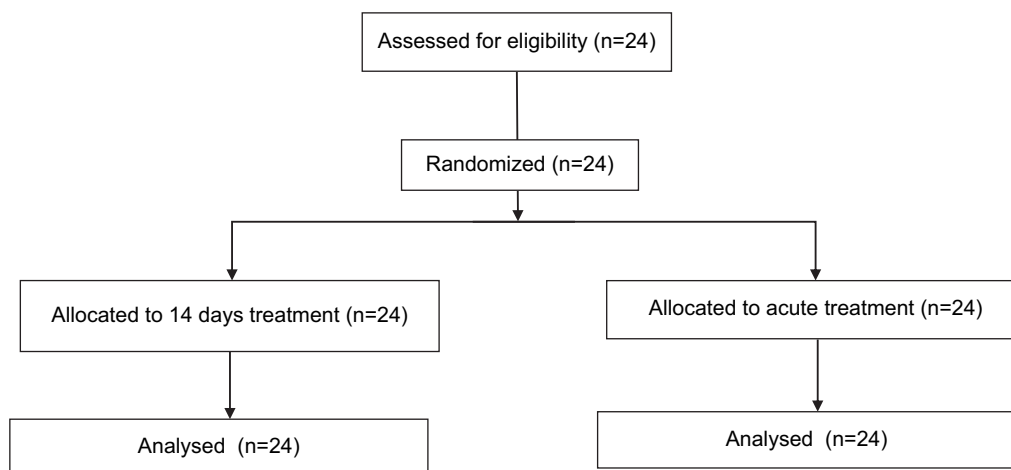 Assessed for eligibility (n=24)
Randomized (n=24)
Allocated to 14 days treatment (n=24)
Allocated to acute treatment (n=24)
Analysed (n=24)
Analysed (n=24)